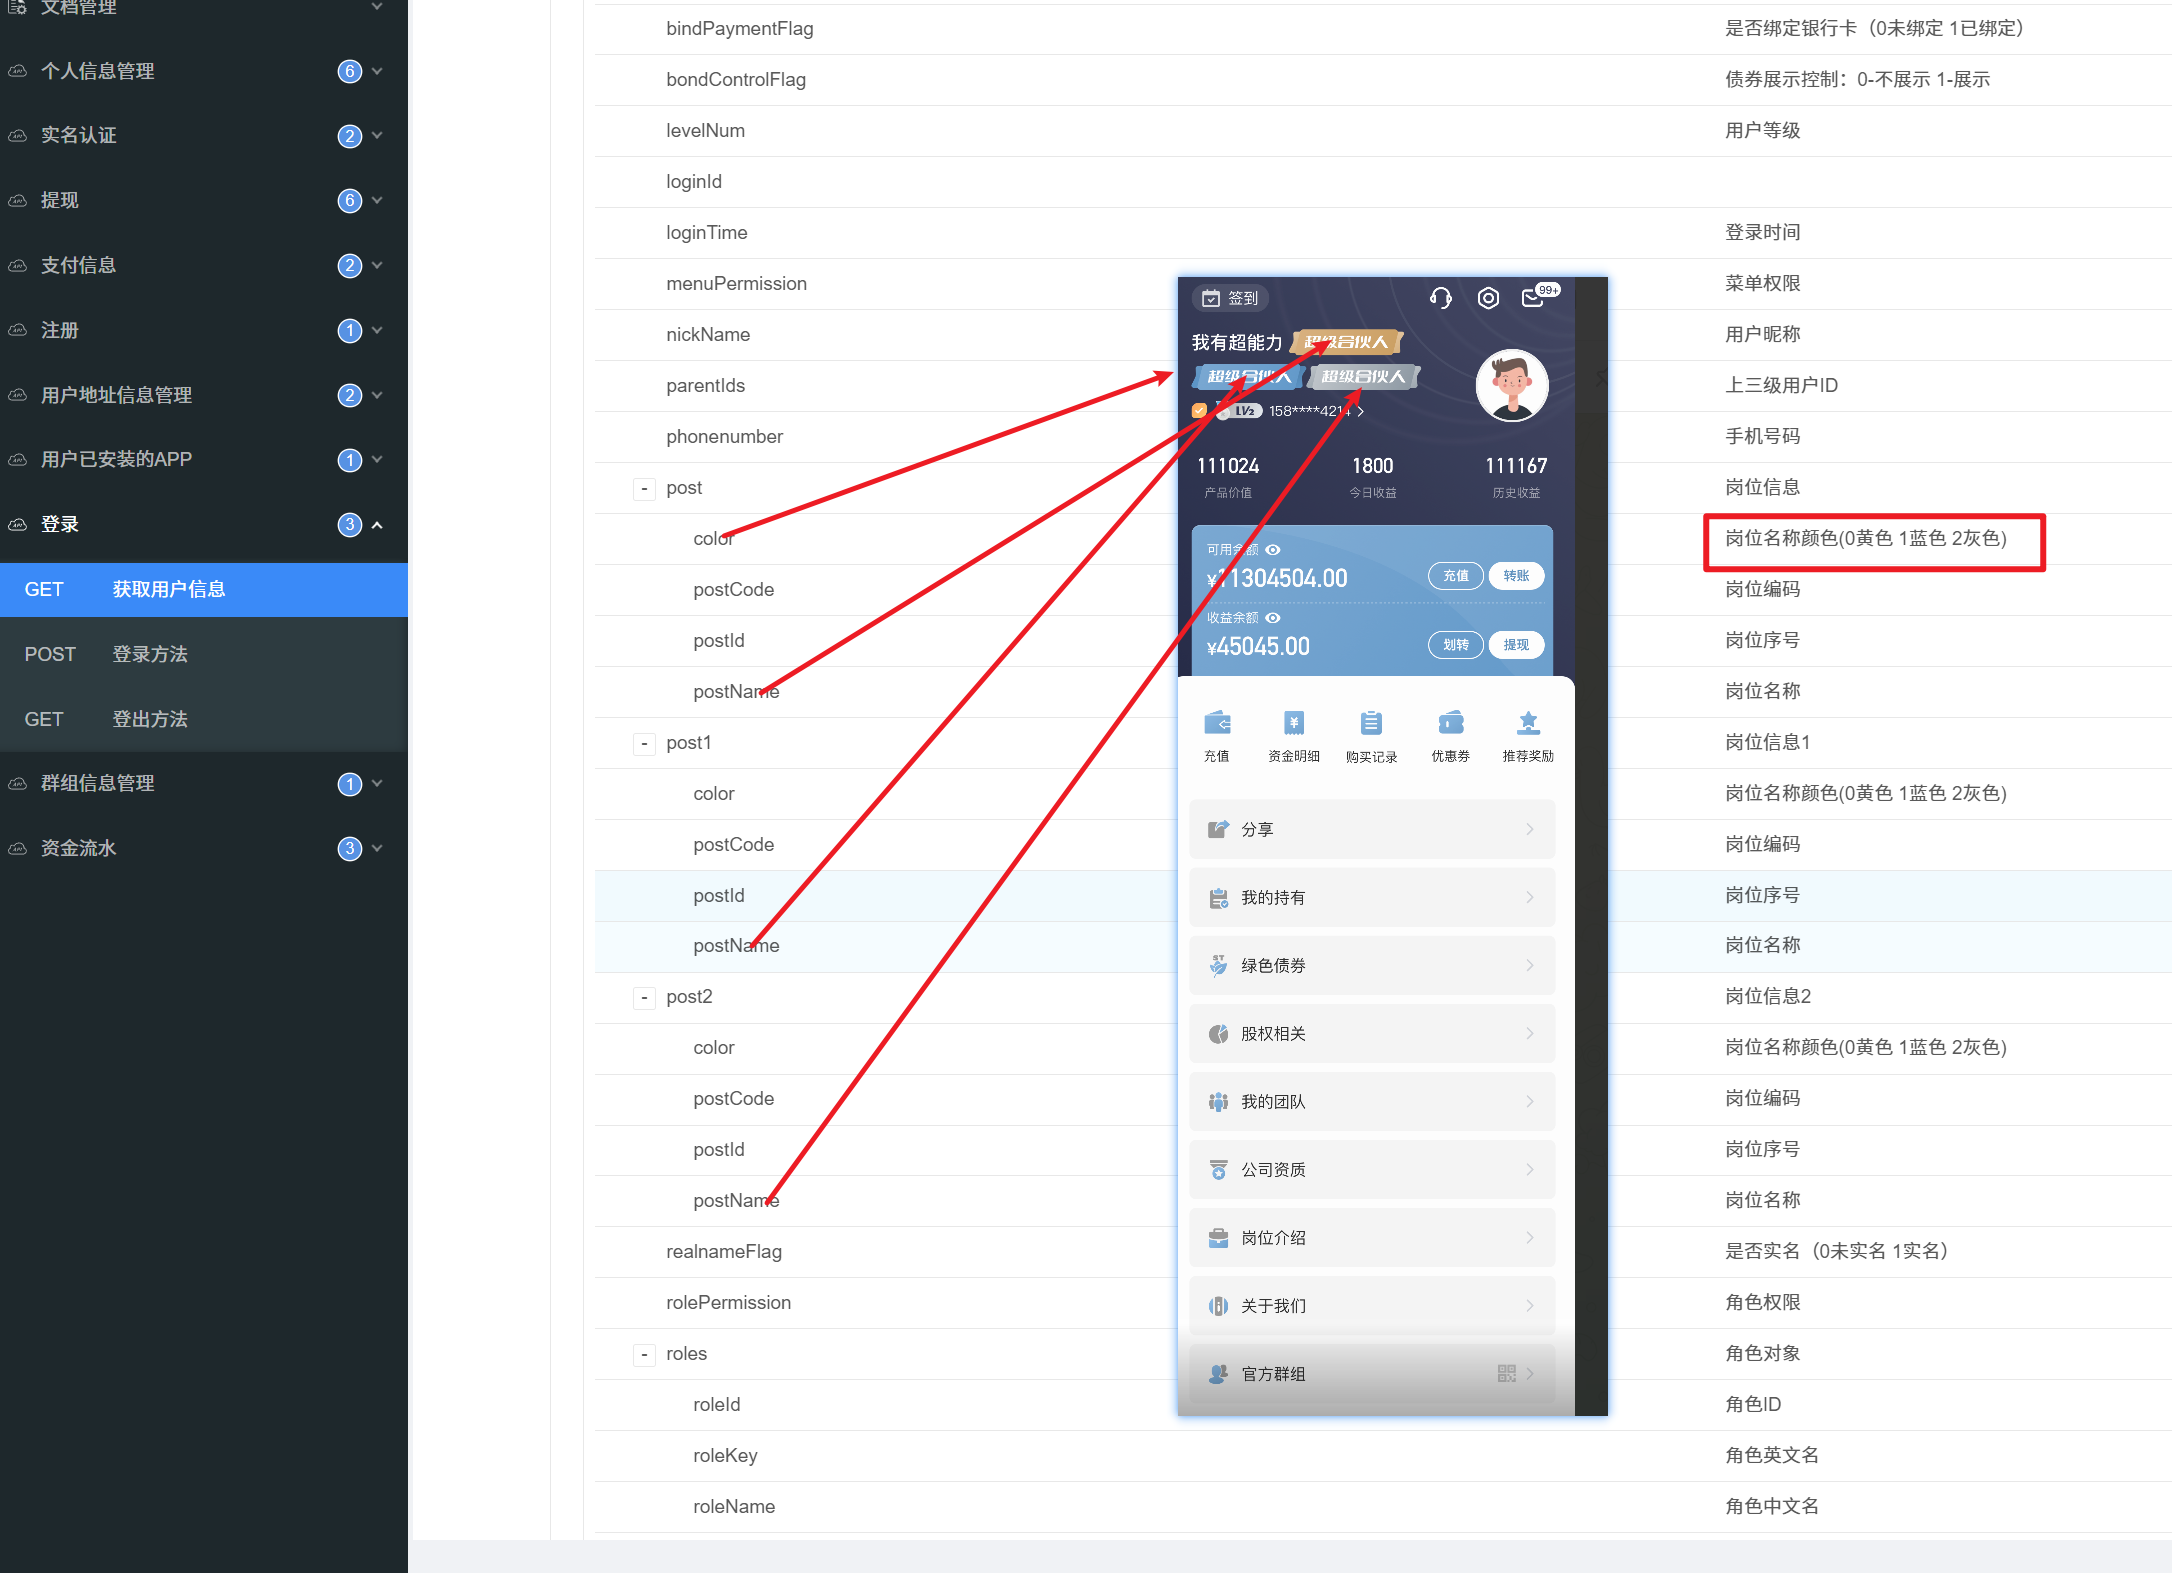 文档管理
个人信息管理 6
实名认证 2
提现 6
支付信息 2
注册 1
用户地址信息管理 2
用户已安装的APP 1
登录 3
GET 获取用户信息
POST 登录方法
GET 登出方法
群组信息管理 1
资金流水 3
bindPaymentFlag 是否绑定银行卡（0未绑定 1已绑定）
bondControlFlag 债券展示控制：0-不展示 1-展示
levelNum 用户等级
loginId
loginTime 登录时间
menuPermission 菜单权限
nickName 用户昵称
parentIds 上三级用户ID
phonenumber 手机号码
- post 岗位信息
color 岗位名称颜色(0黄色 1蓝色 2灰色)
postCode 岗位编码
postId 岗位序号
postName 岗位名称
- post1 岗位信息1
color 岗位名称颜色(0黄色 1蓝色 2灰色)
postCode 岗位编码
postId 岗位序号
postName 岗位名称
- post2 岗位信息2
color 岗位名称颜色(0黄色 1蓝色 2灰色)
postCode 岗位编码
postId 岗位序号
postName 岗位名称
realnameFlag 是否实名（0未实名 1实名）
rolePermission 角色权限
- roles 角色对象
roleId 角色ID
roleKey 角色英文名
roleName 角色中文名
签到 99+
我有超能力 超级合伙人
超级合伙人 超级合伙人
LV2 158****4214
111024 1800 111167
产品价值 今日收益 历史收益
可用余额
¥11304504.00 充值 转账
收益余额
¥45045.00 划转 提现
充值 资金明细 购买记录 优惠券 推荐奖励
分享
我的持有
绿色债券
股权相关
我的团队
公司资质
岗位介绍
关于我们
官方群组